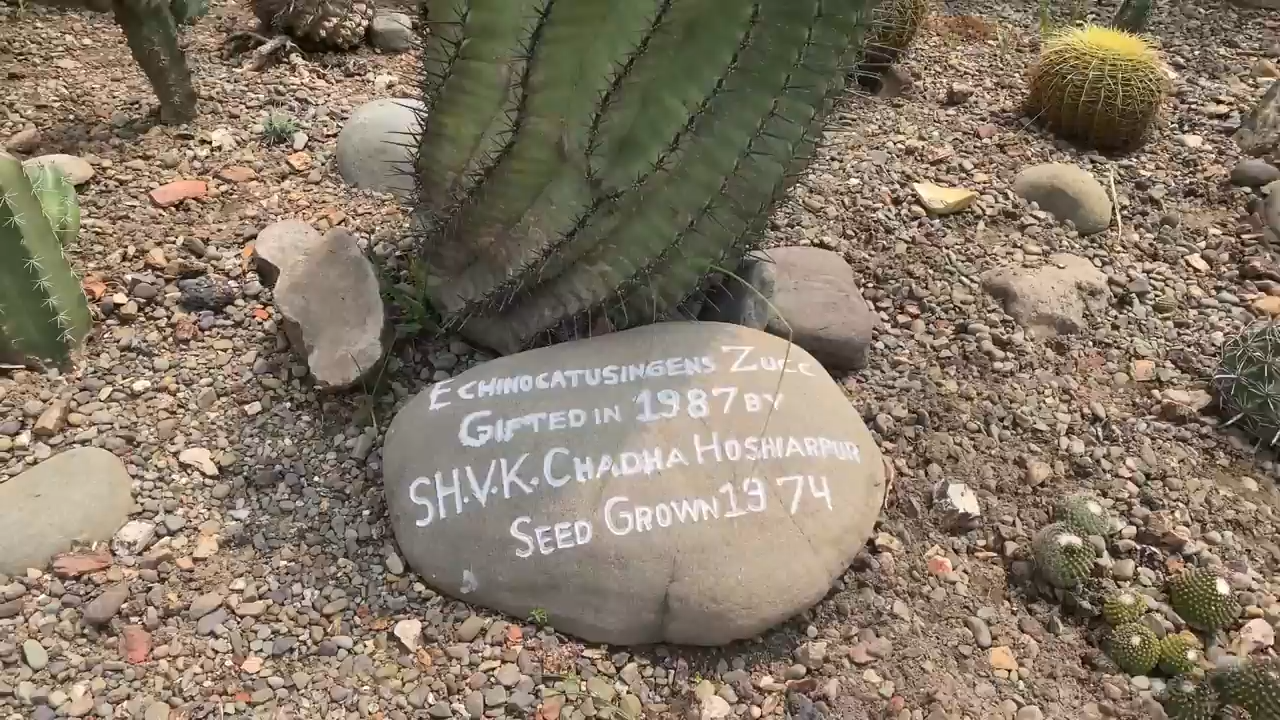 ECHINOCATUSINGENS ZUCC
GIFTED IN 1987 BY
SH.V.K. CHADHA HOSHIARPUR
SEED GROWN 1974